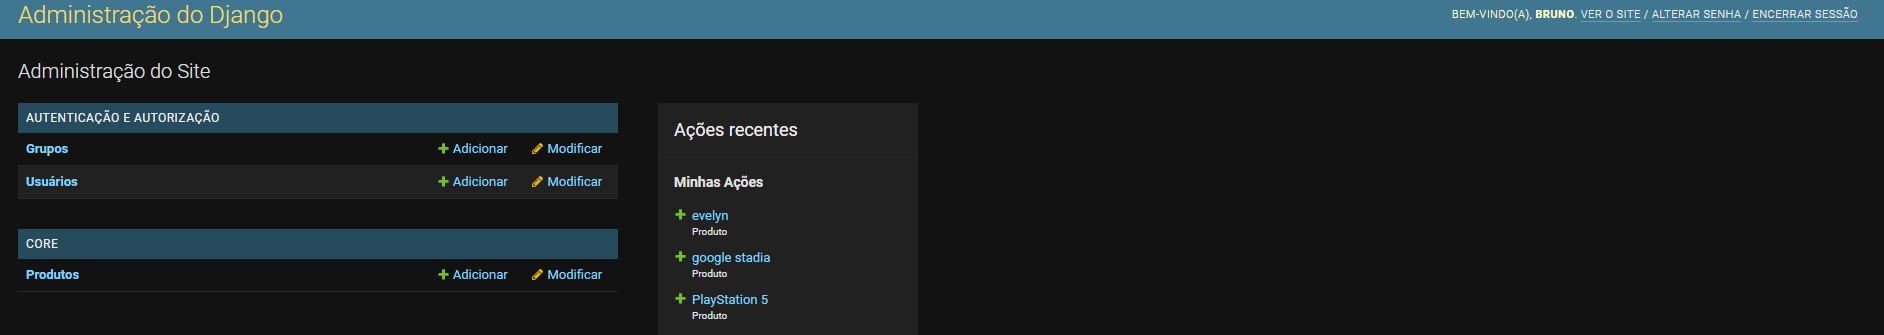 Administração do Django
BEM-VINDO(A), BRUNO. VER O SITE / ALTERAR SENHA / ENCERRAR SESSÃO
Administração do Site
AUTENTICAÇÃO E AUTORIZAÇÃO
Grupos Adicionar Modificar
Usuários Adicionar Modificar
CORE
Produtos Adicionar Modificar
Ações recentes
Minhas Ações
evelyn
Produto
google stadia
Produto
PlayStation 5
Produto